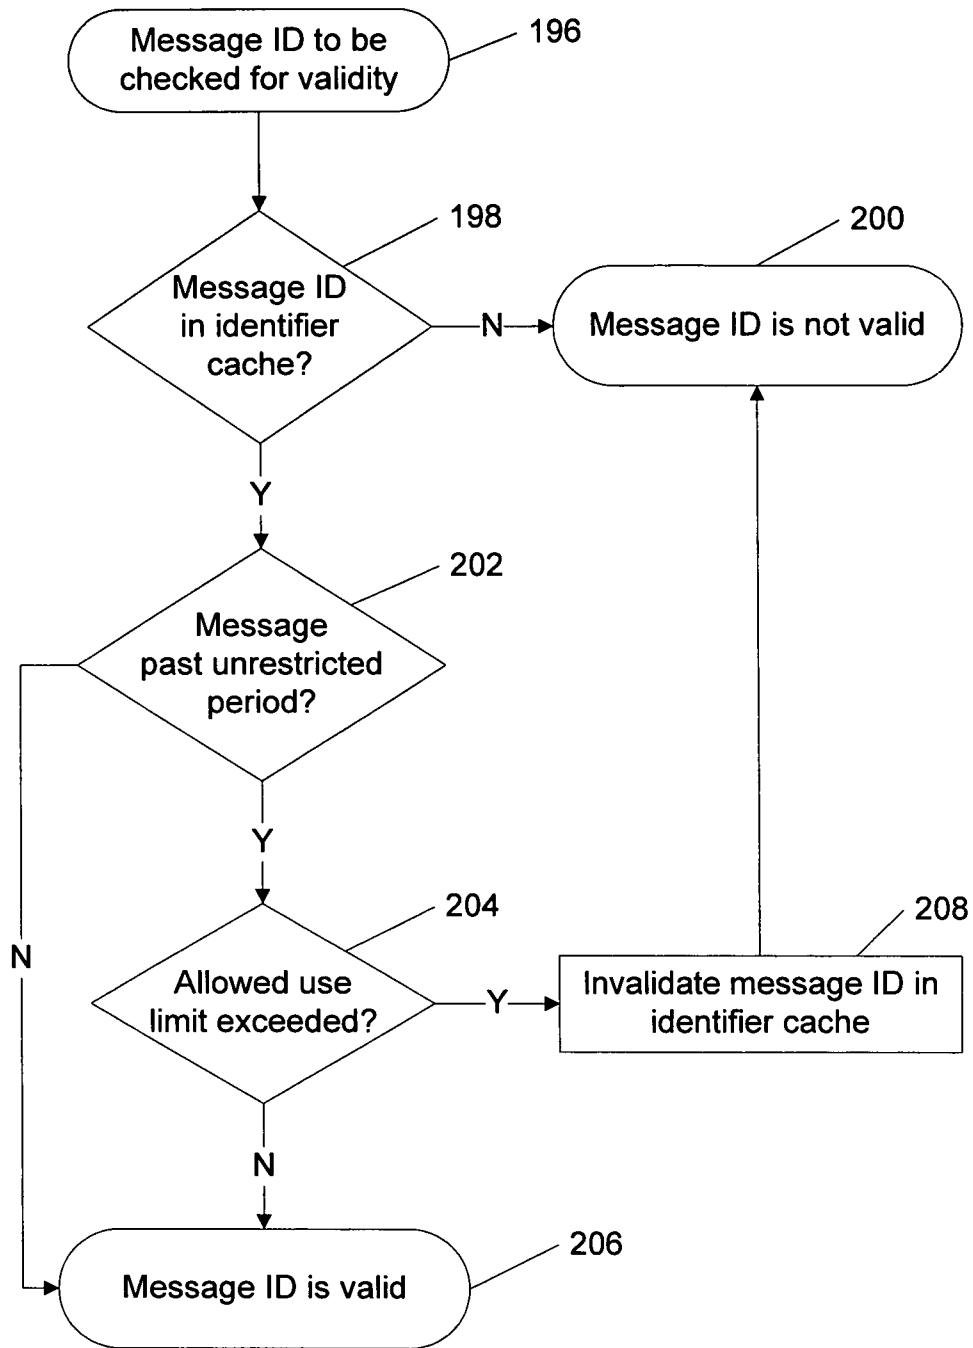 Message ID to be
checked for validity
196
198
Message ID
in identifier
cache?
N
200
Message ID is not valid
Y
202
Message
past unrestricted
period?
Y
N
204
Allowed use
limit exceeded?
Y
208
Invalidate message ID in
identifier cache
N
206
Message ID is valid